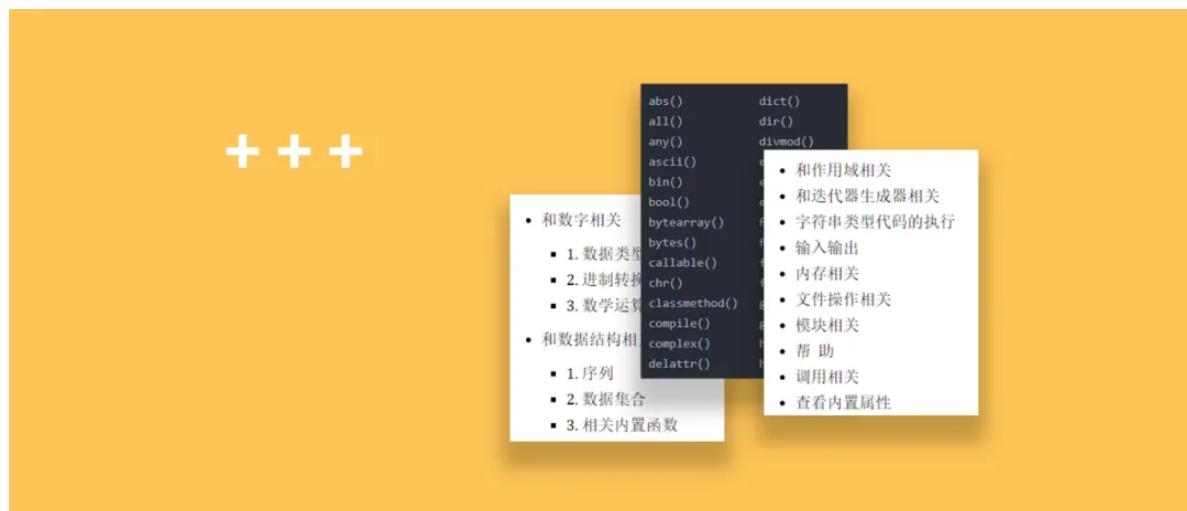 + + +
• 和数字相关
▪ 1. 数据类型
▪ 2. 进制转换
▪ 3. 数学运算
• 和数据结构相
▪ 1. 序列
▪ 2. 数据集合
▪ 3. 相关内置函数
abs() dict()
all() dir()
any() divmod()
ascii()
bin()
bool()
bytearray()
bytes()
callable()
chr()
classmethod()
compile()
complex()
delattr()
• 和作用域相关
• 和迭代器生成器相关
• 字符串类型代码的执行
• 输入输出
• 内存相关
• 文件操作相关
• 模块相关
• 帮 助
• 调用相关
• 查看内置属性